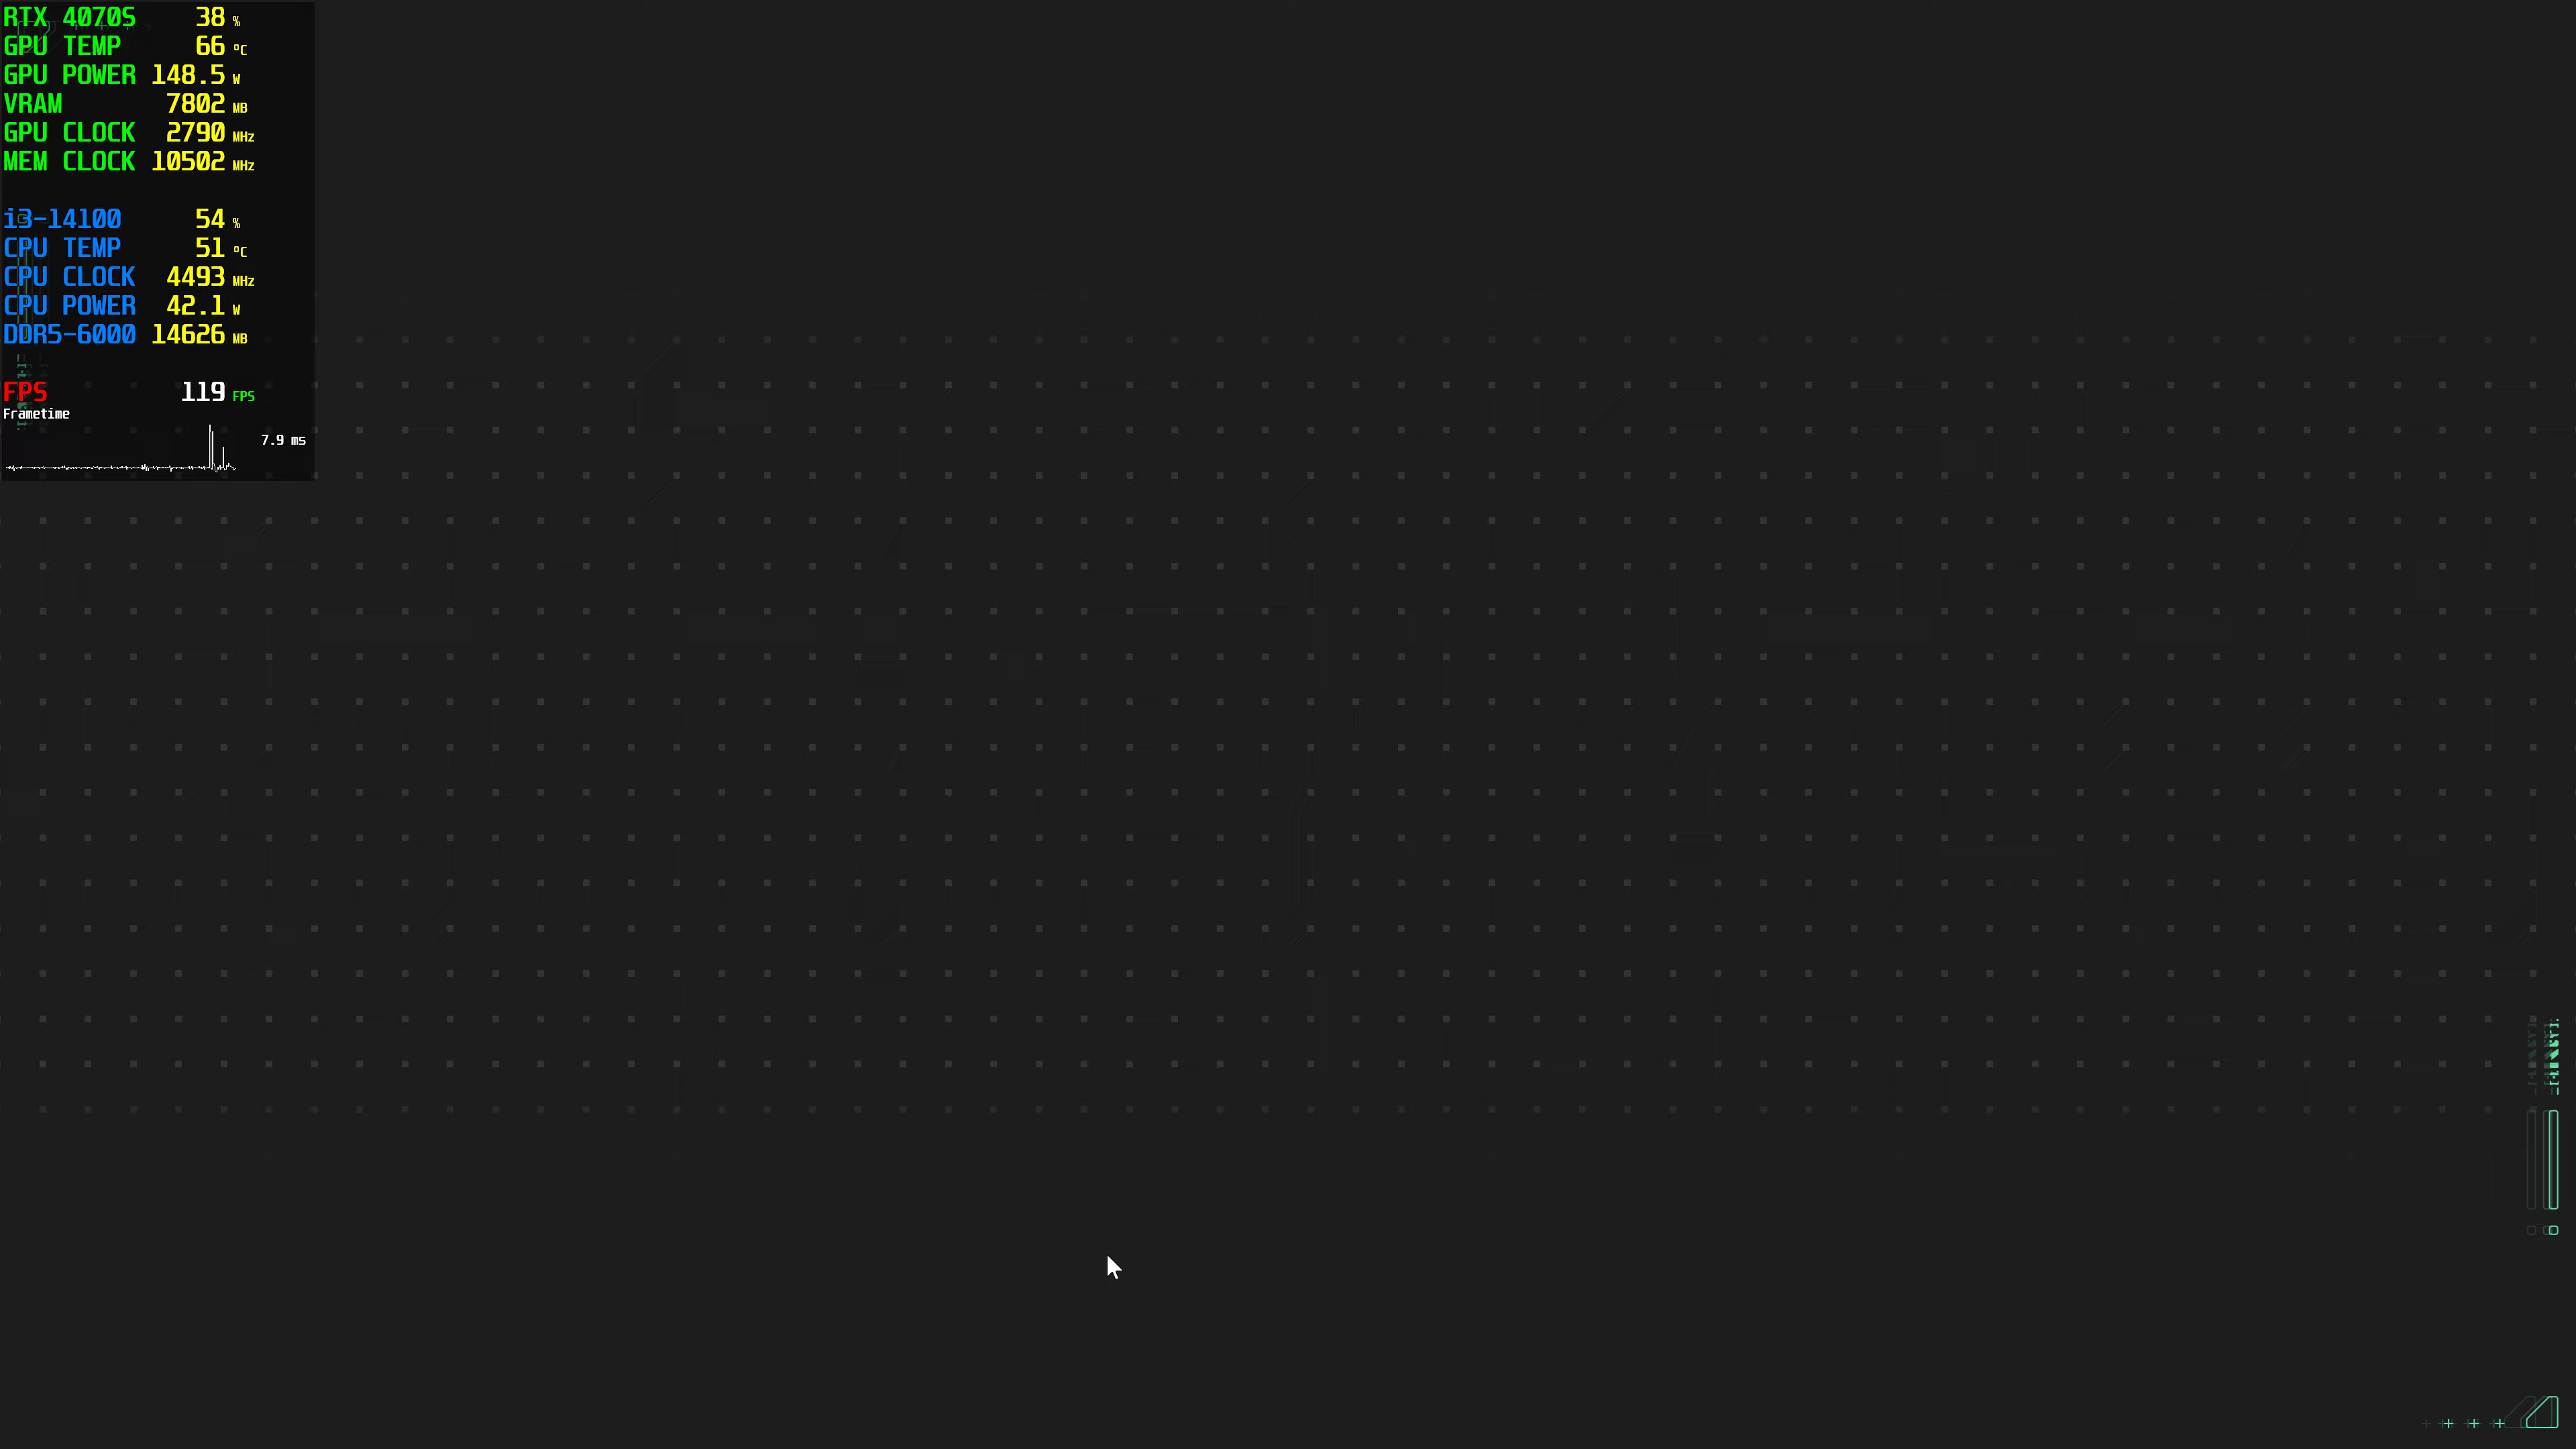 RTX 4070S 38 %
GPU TEMP 66 °C
GPU POWER 148.5 W
VRAM 7802 MB
GPU CLOCK 2790 MHz
MEM CLOCK 10502 MHz
i3-14100 54 %
CPU TEMP 51 °C
CPU CLOCK 4493 MHz
CPU POWER 42.1 W
DDR5-6000 14626 MB
FPS 119 FPS
Frametime
7.9 ms